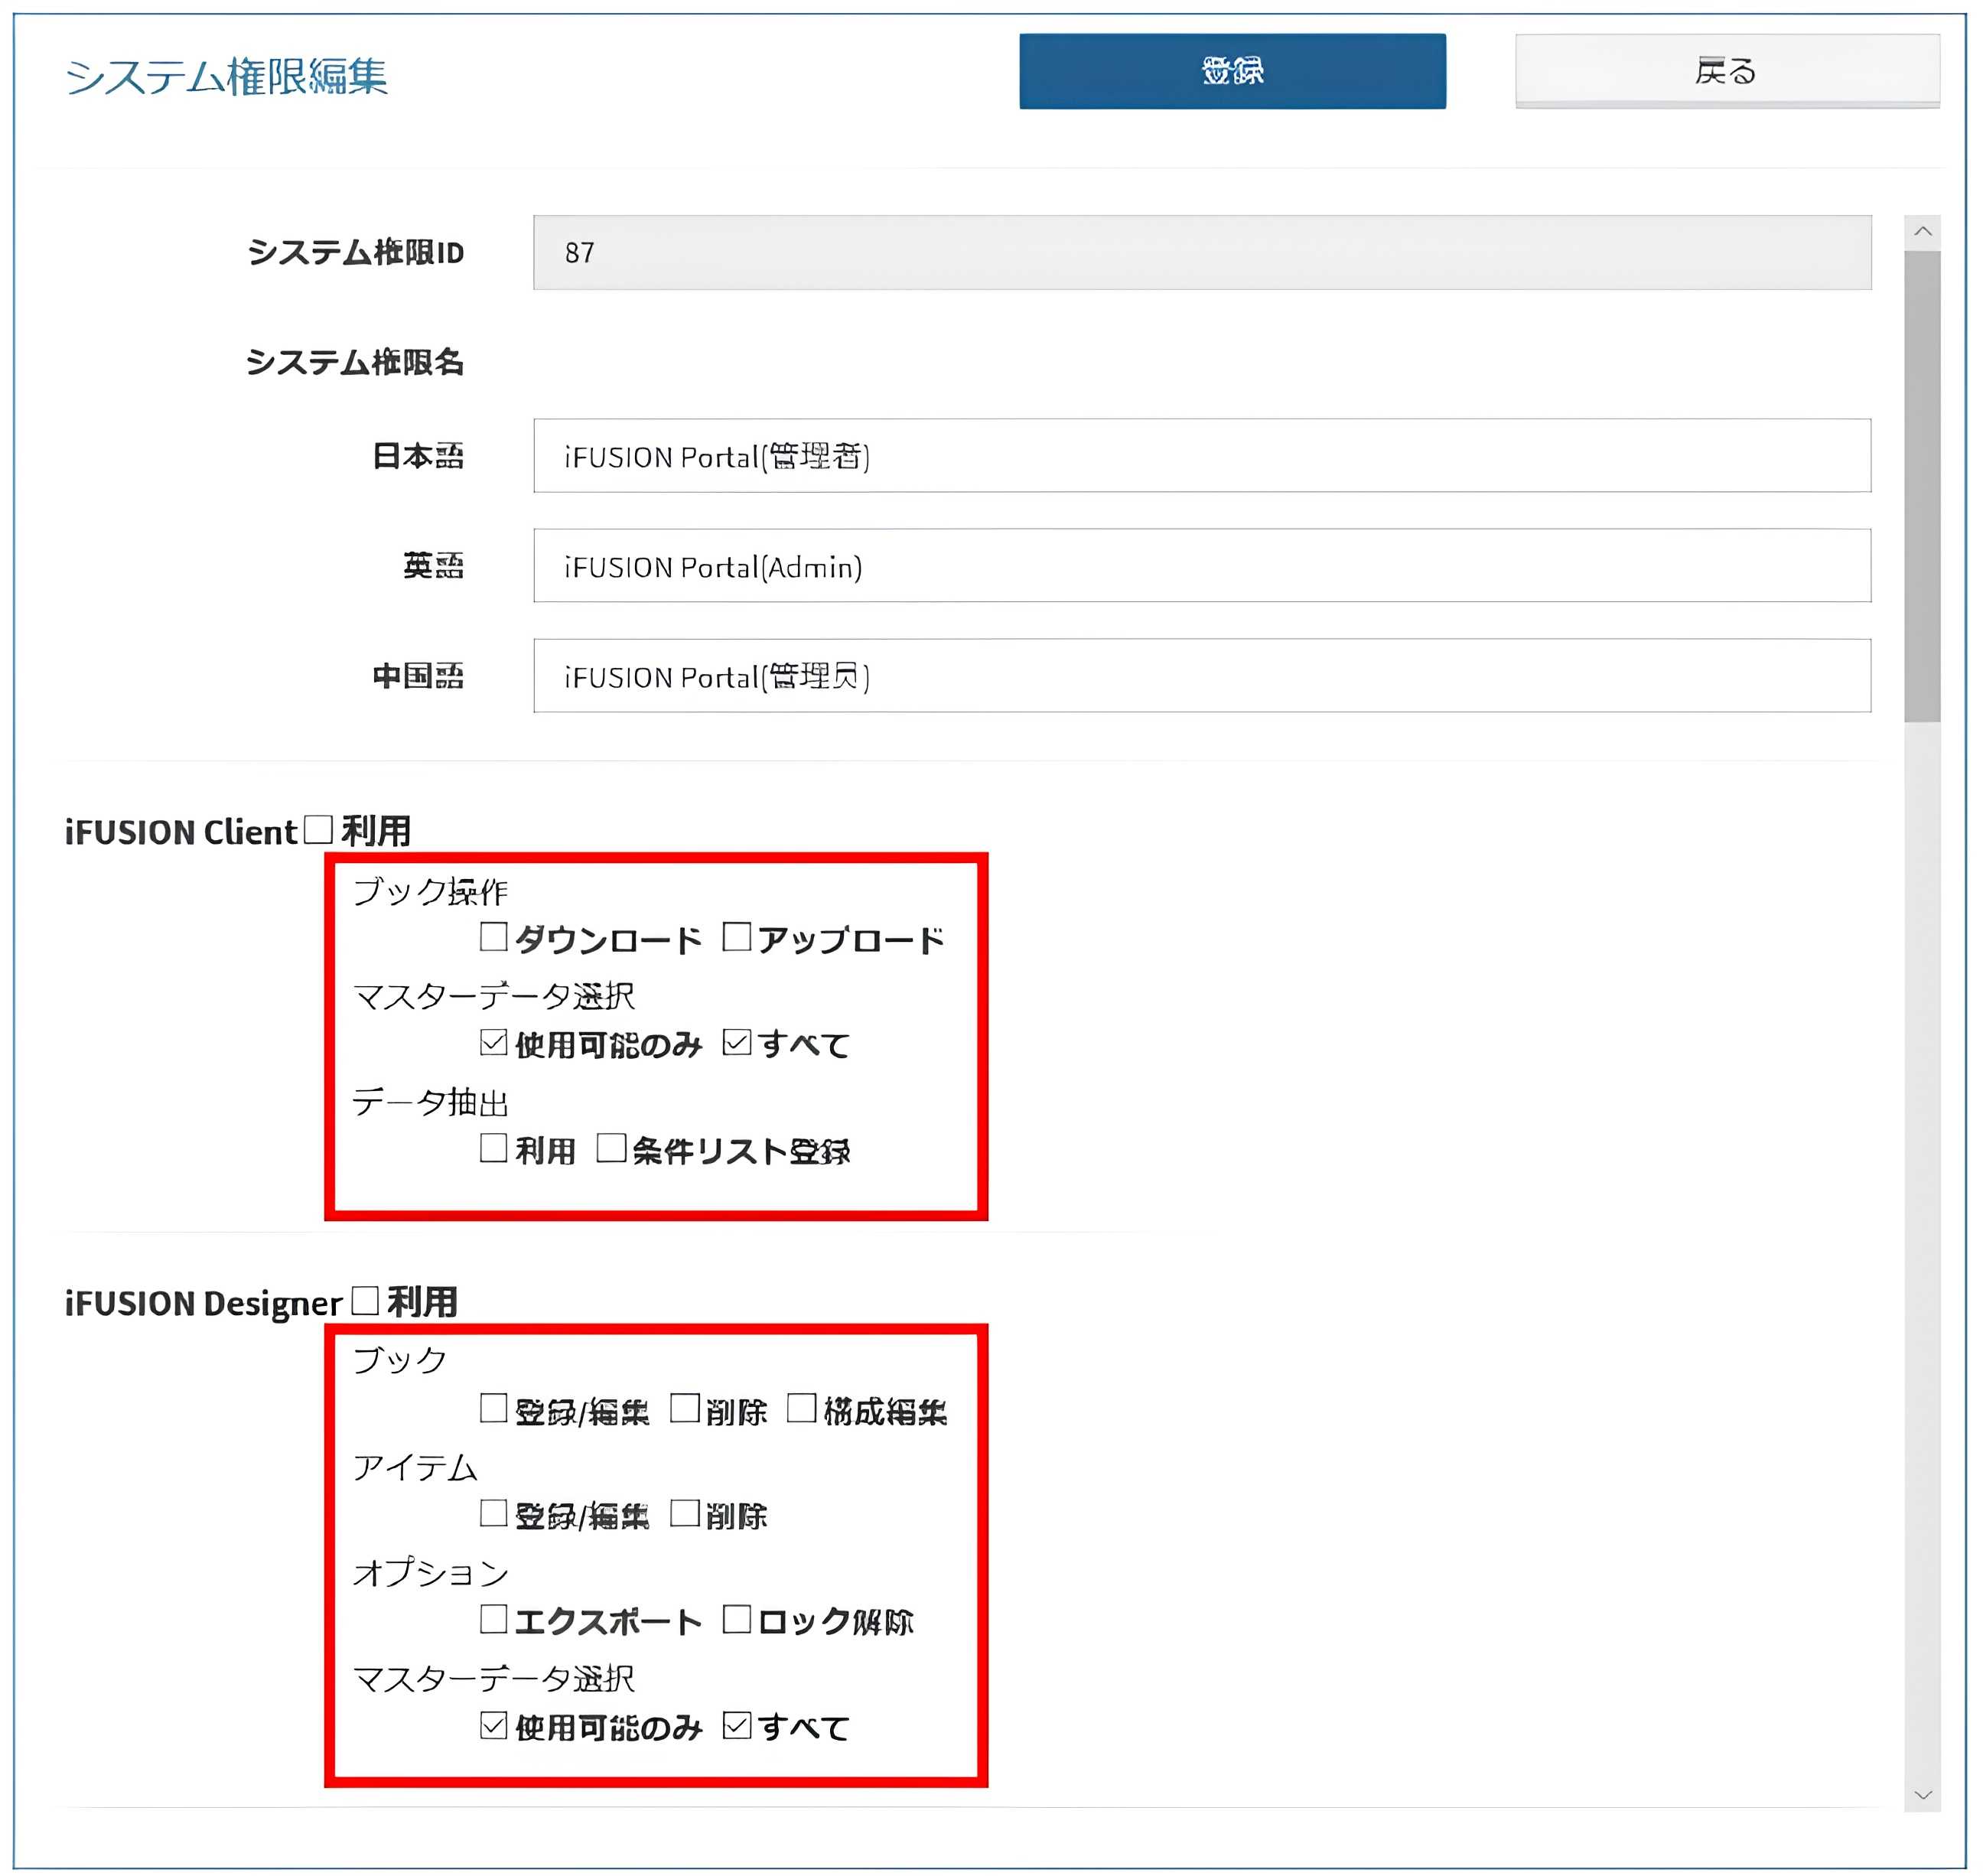 システム権限編集 登録 戻る
システム権限ID 87
システム権限名
日本語 iFUSION Portal(管理者)
英語 iFUSION Portal(Admin)
中国語 iFUSION Portal(管理员)
iFUSION Client 利用
ブック操作
ダウンロード アップロード
マスターデータ選択
使用可能のみ すべて
データ抽出
利用 条件リスト登録
iFUSION Designer 利用
ブック
登録/編集 削除 構成編集
アイテム
登録/編集 削除
オプション
エクスポート ロック解除
マスターデータ選択
使用可能のみ すべて